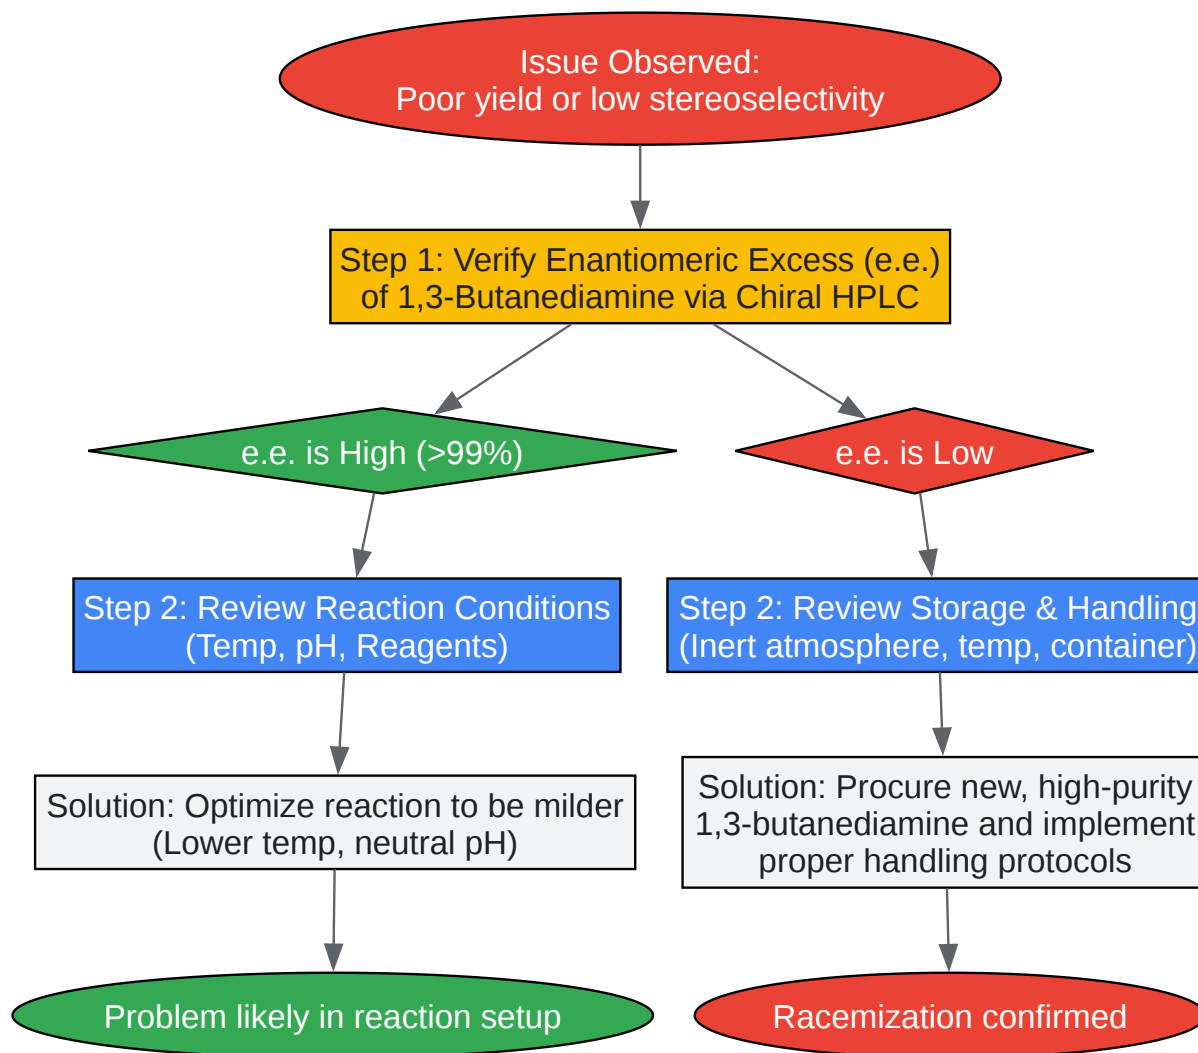 Issue Observed:
Poor yield or low stereoselectivity
Step 1: Verify Enantiomeric Excess (e.e.)
of 1,3-Butanediamine via Chiral HPLC
e.e. is High (>99%)
e.e. is Low
Step 2: Review Reaction Conditions
(Temp, pH, Reagents)
Step 2: Review Storage & Handling
(Inert atmosphere, temp, container)
Solution: Optimize reaction to be milder
(Lower temp, neutral pH)
Solution: Procure new, high-purity
1,3-butanediamine and implement
proper handling protocols
Problem likely in reaction setup
Racemization confirmed